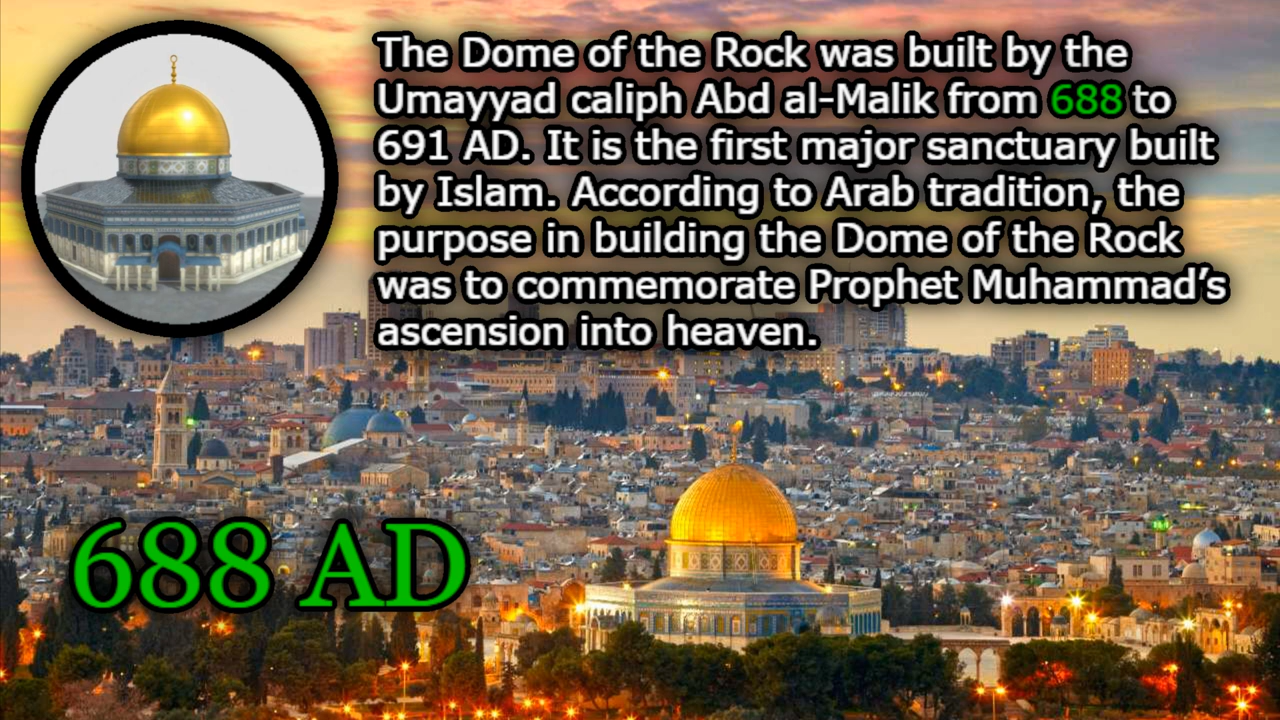 The Dome of the Rock was built by the
Umayyad caliph Abd al-Malik from 688 to
691 AD. It is the first major sanctuary built
by Islam. According to Arab tradition, the
purpose in building the Dome of the Rock
was to commemorate Prophet Muhammad’s
ascension into heaven.
688 AD